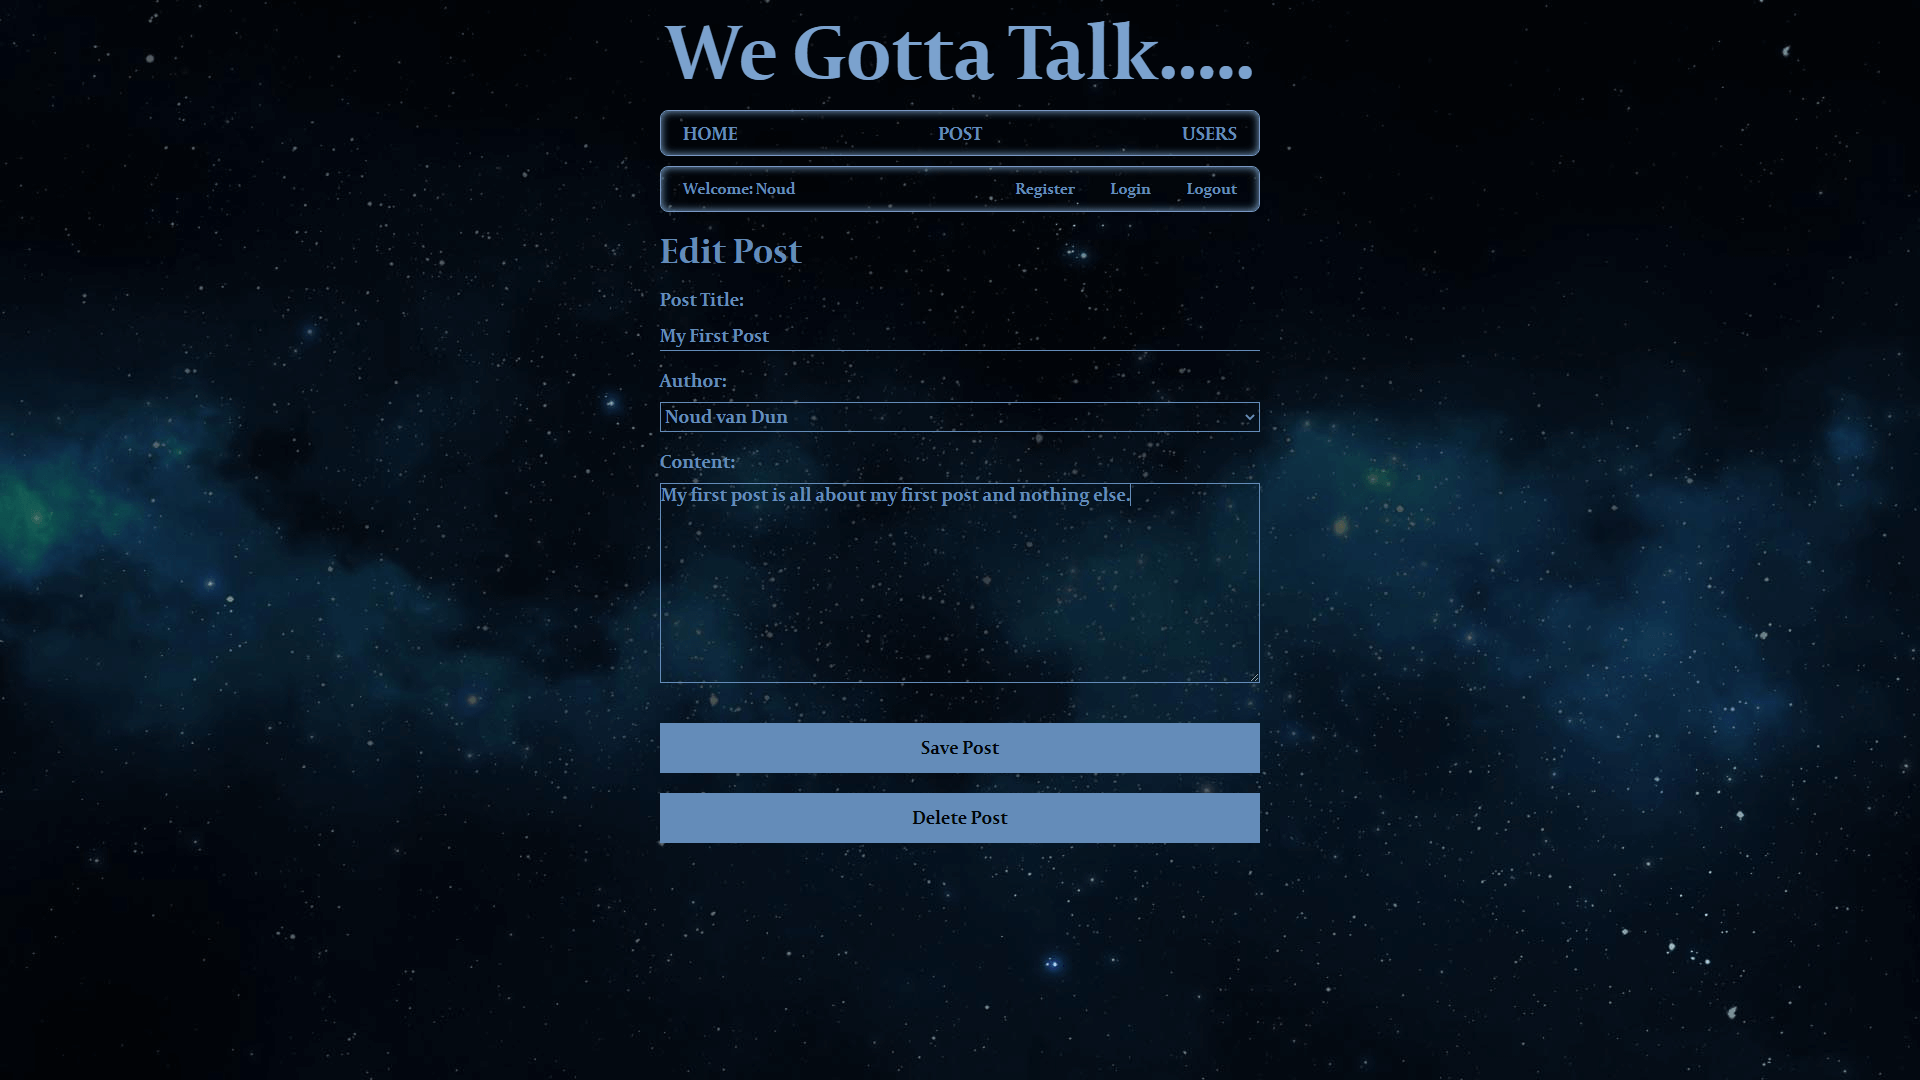 We Gotta Talk.....
HOME POST USERS
Welcome: Noud Register Login Logout
Edit Post
Post Title:
My First Post
Author:
Noud van Dun
Content:
My first post is all about my first post and nothing else.
Save Post
Delete Post